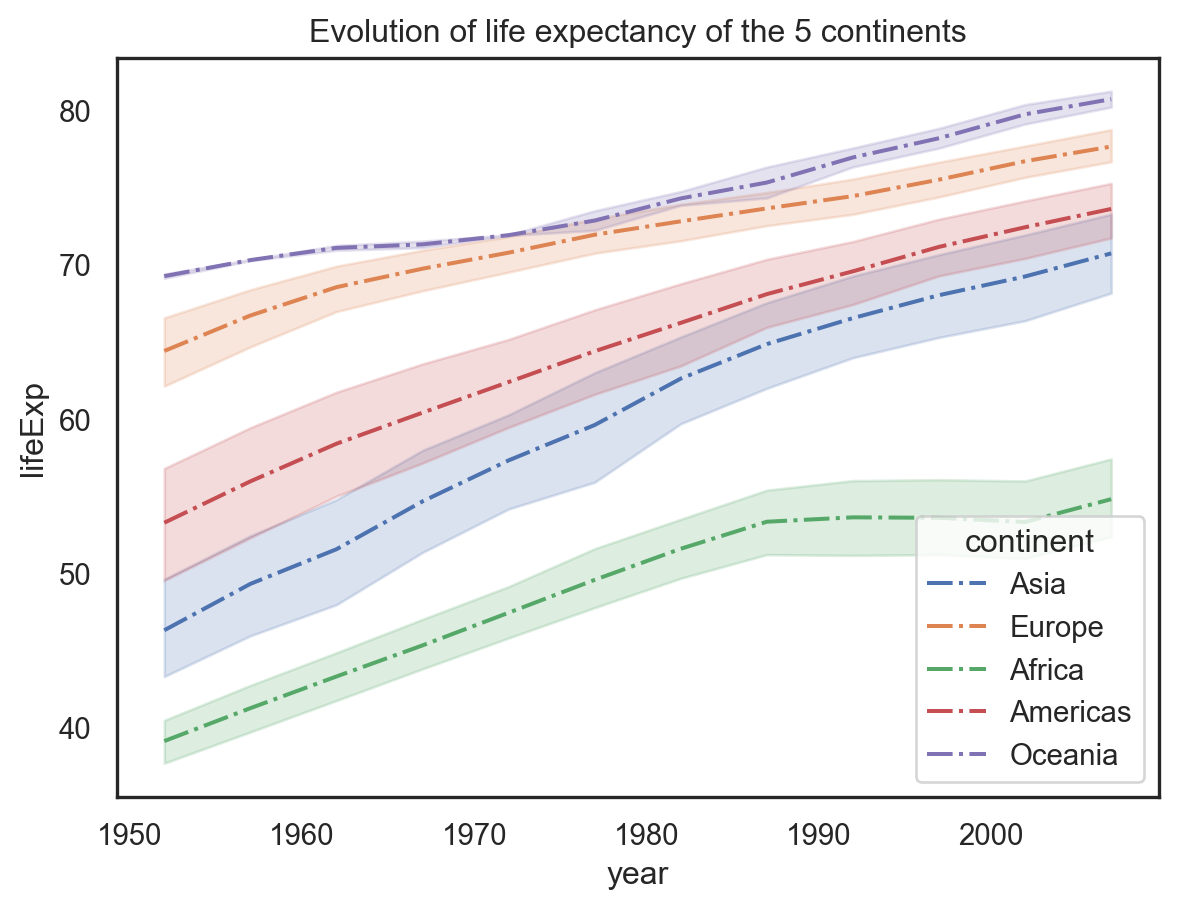 Evolution of life expectancy of the 5 continents
80
70
60
50
40
lifeExp
continent
Asia
Europe
Africa
Americas
Oceania
1950 1960 1970 1980 1990 2000
year